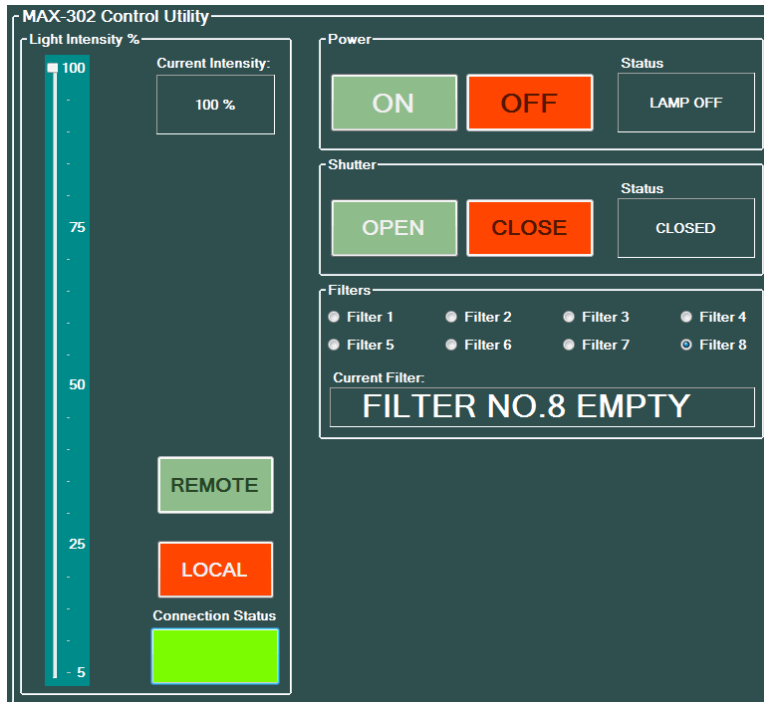 MAX-302 Control Utility
Light Intensity %
100
75
50
25
5
Current Intensity:
100 %
REMOTE
LOCAL
Connection Status
Power
ON
OFF
Status
LAMP OFF
Shutter
OPEN
CLOSE
Status
CLOSED
Filters
Filter 1 Filter 2 Filter 3 Filter 4
Filter 5 Filter 6 Filter 7 Filter 8
Current Filter:
FILTER NO.8 EMPTY